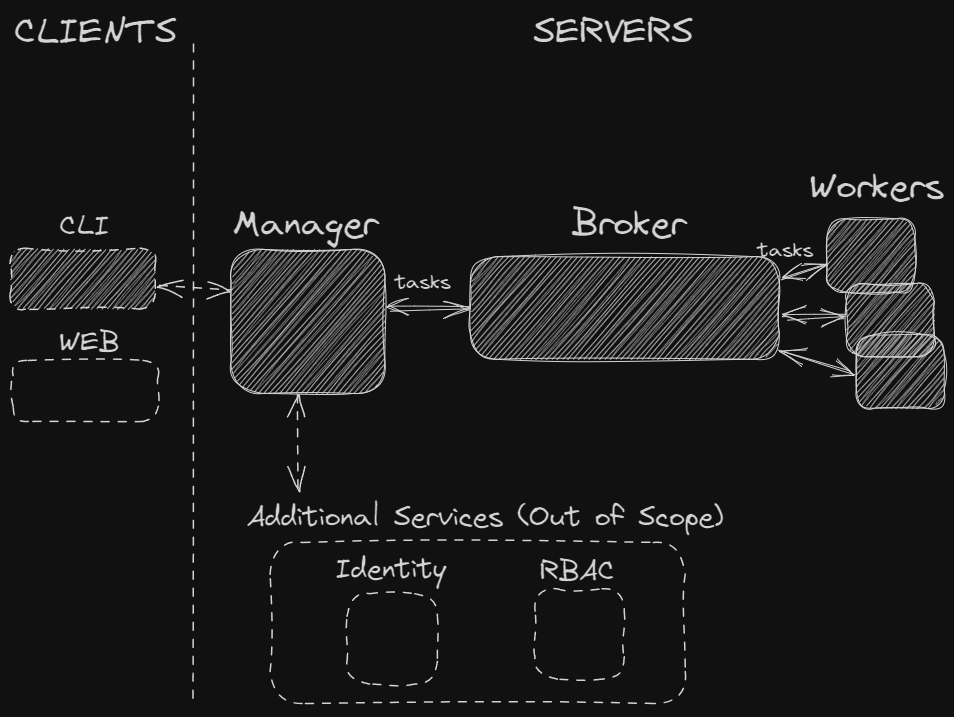 CLIENTS
SERVERS
Workers
CLI
Manager
Broker
tasks
tasks
WEB
Additional Services (Out of Scope)
Identity
RBAC